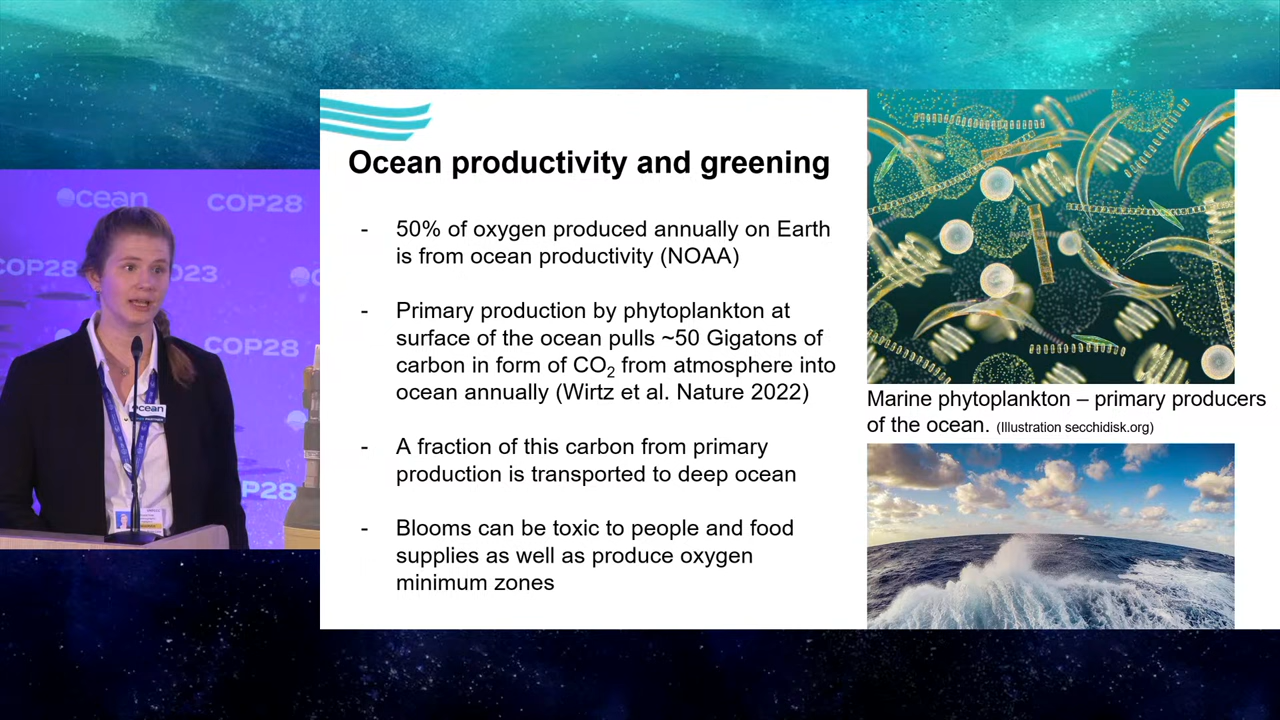 ocean
COP28
COP28
2023
COP28
ocean
COP28
Ocean productivity and greening
- 50% of oxygen produced annually on Earth
is from ocean productivity (NOAA)
- Primary production by phytoplankton at
surface of the ocean pulls ~50 Gigatons of
carbon in form of CO₂ from atmosphere into
ocean annually (Wirtz et al. Nature 2022)
- A fraction of this carbon from primary
production is transported to deep ocean
- Blooms can be toxic to people and food
supplies as well as produce oxygen
minimum zones
Marine phytoplankton – primary producers
of the ocean. (Illustration secchidisk.org)